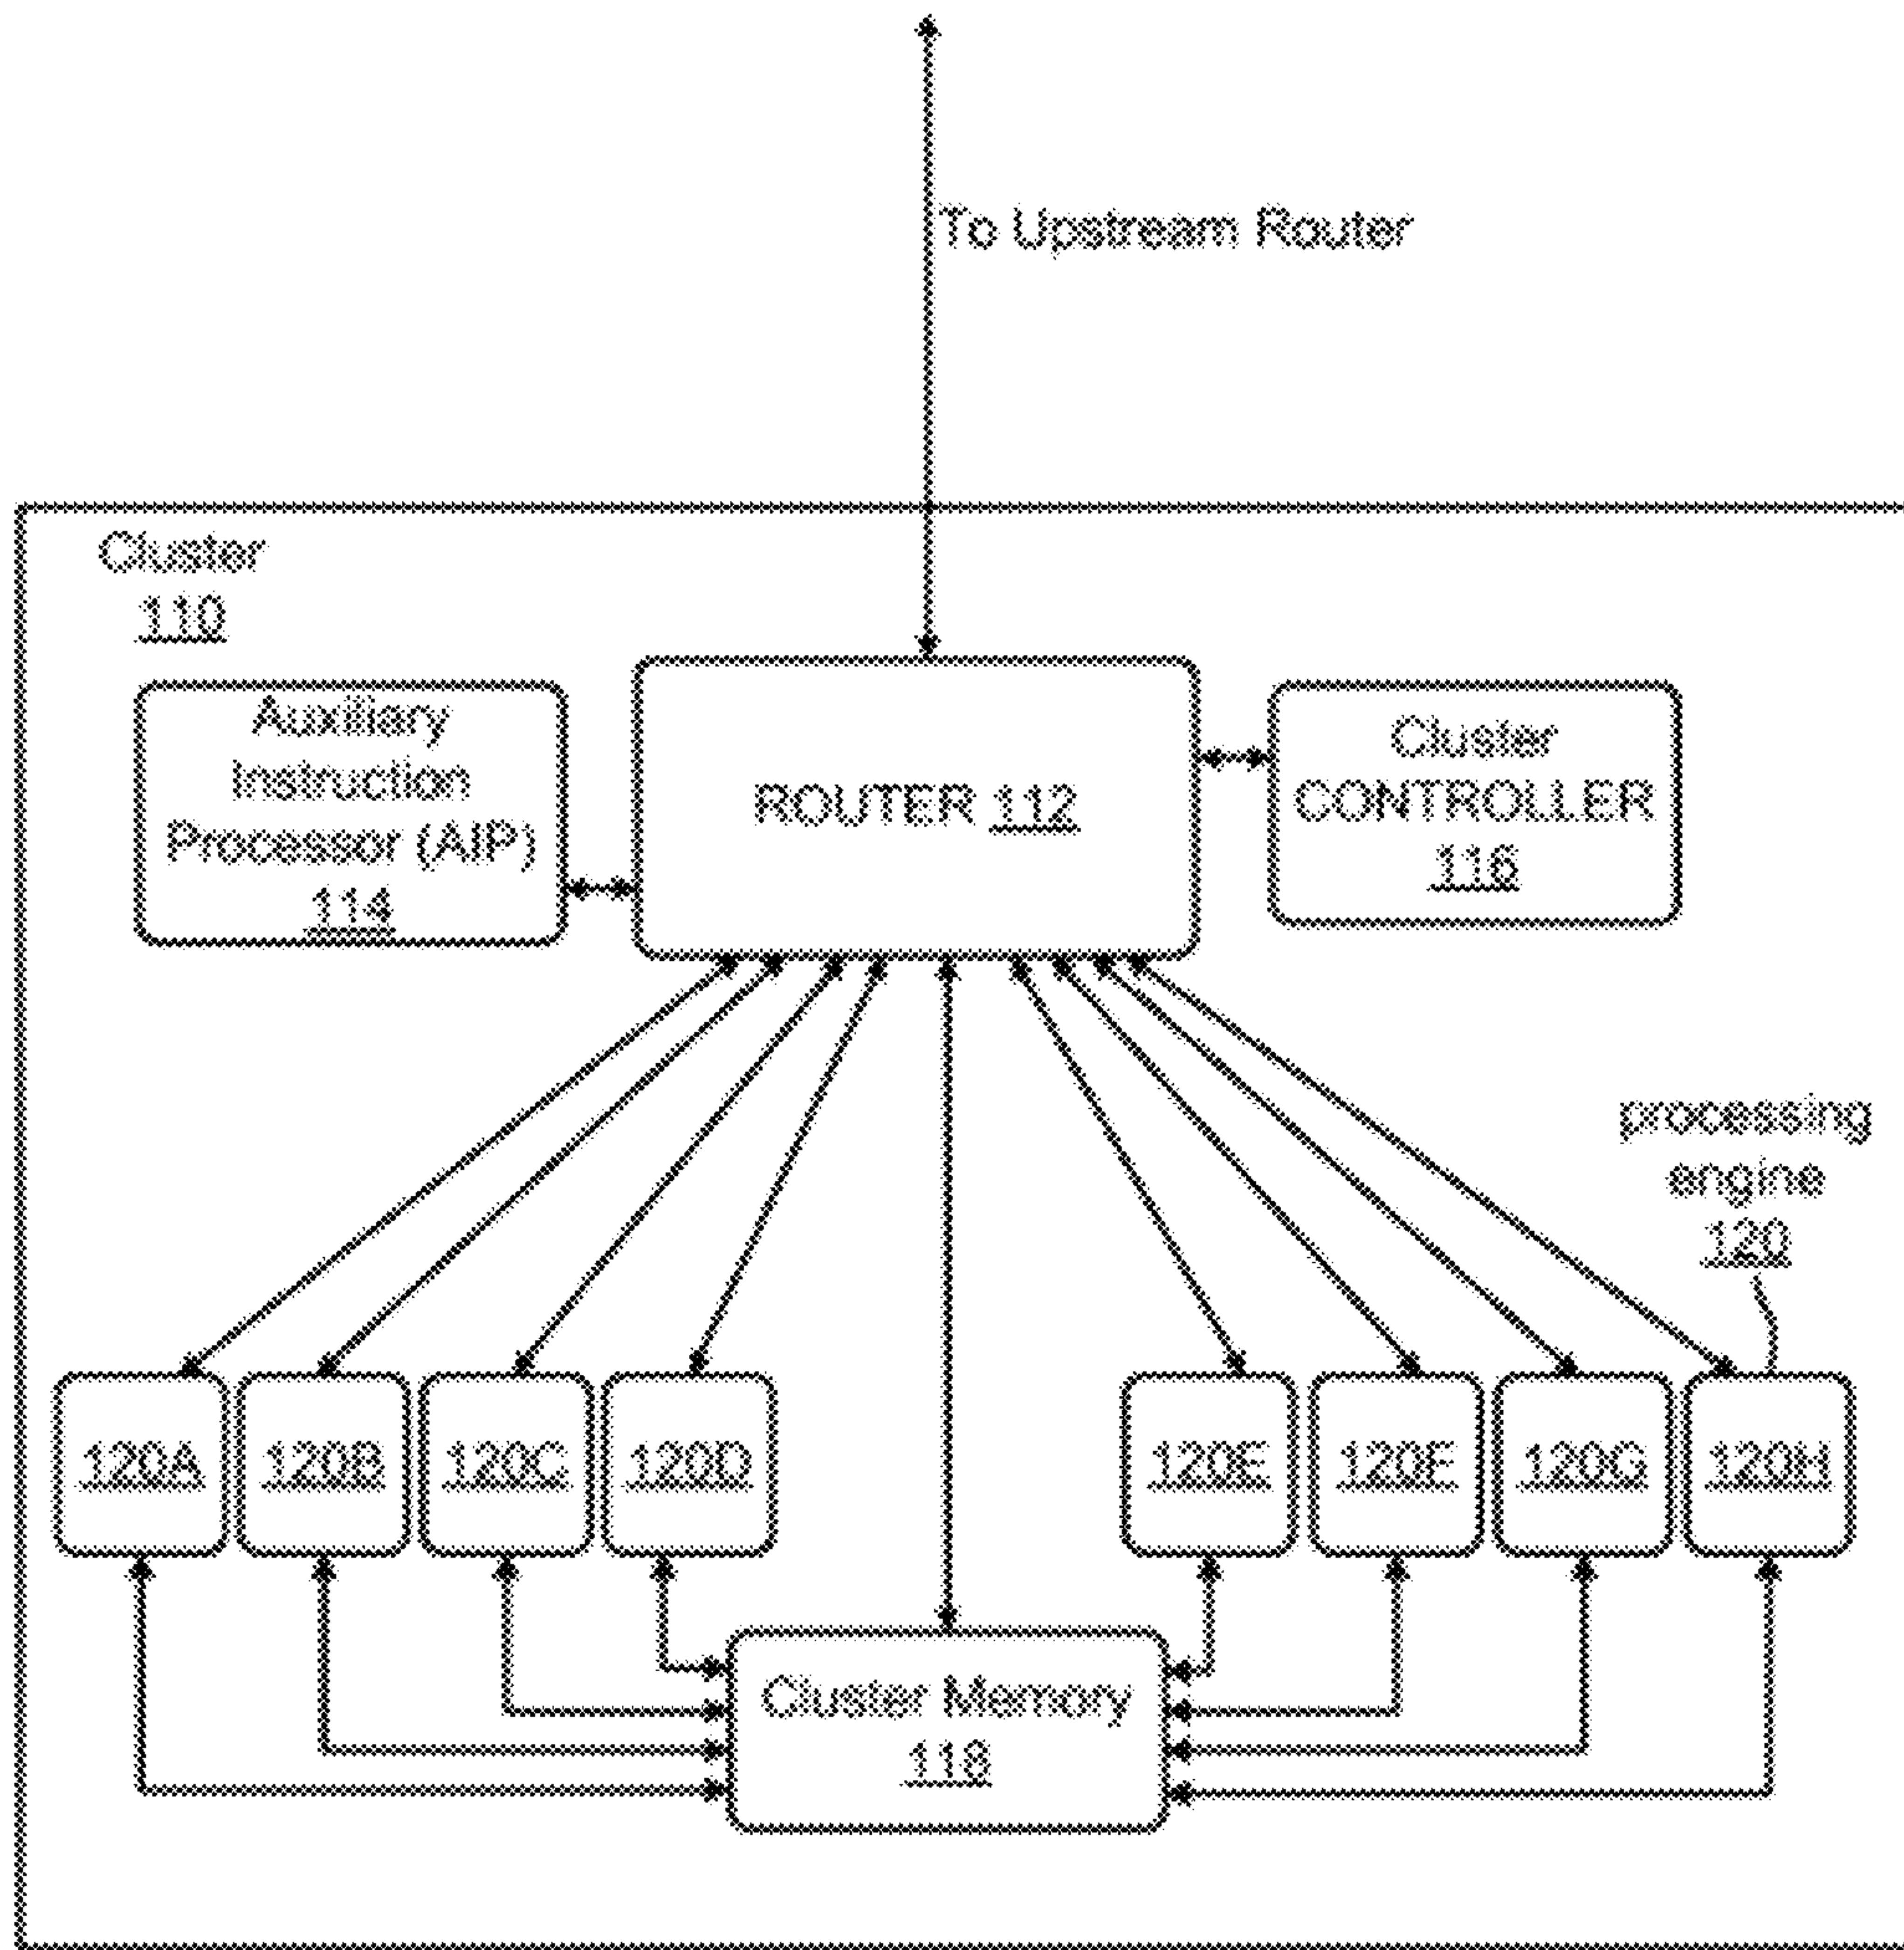 To Upstream Router
Cluster
110
Auxiliary
Instruction
Processor (AIP)
114
ROUTER 112
Cluster
CONTROLLER
116
processing
engine
120
120A
120B
120C
120D
120E
120F
120G
120H
Cluster Memory
118